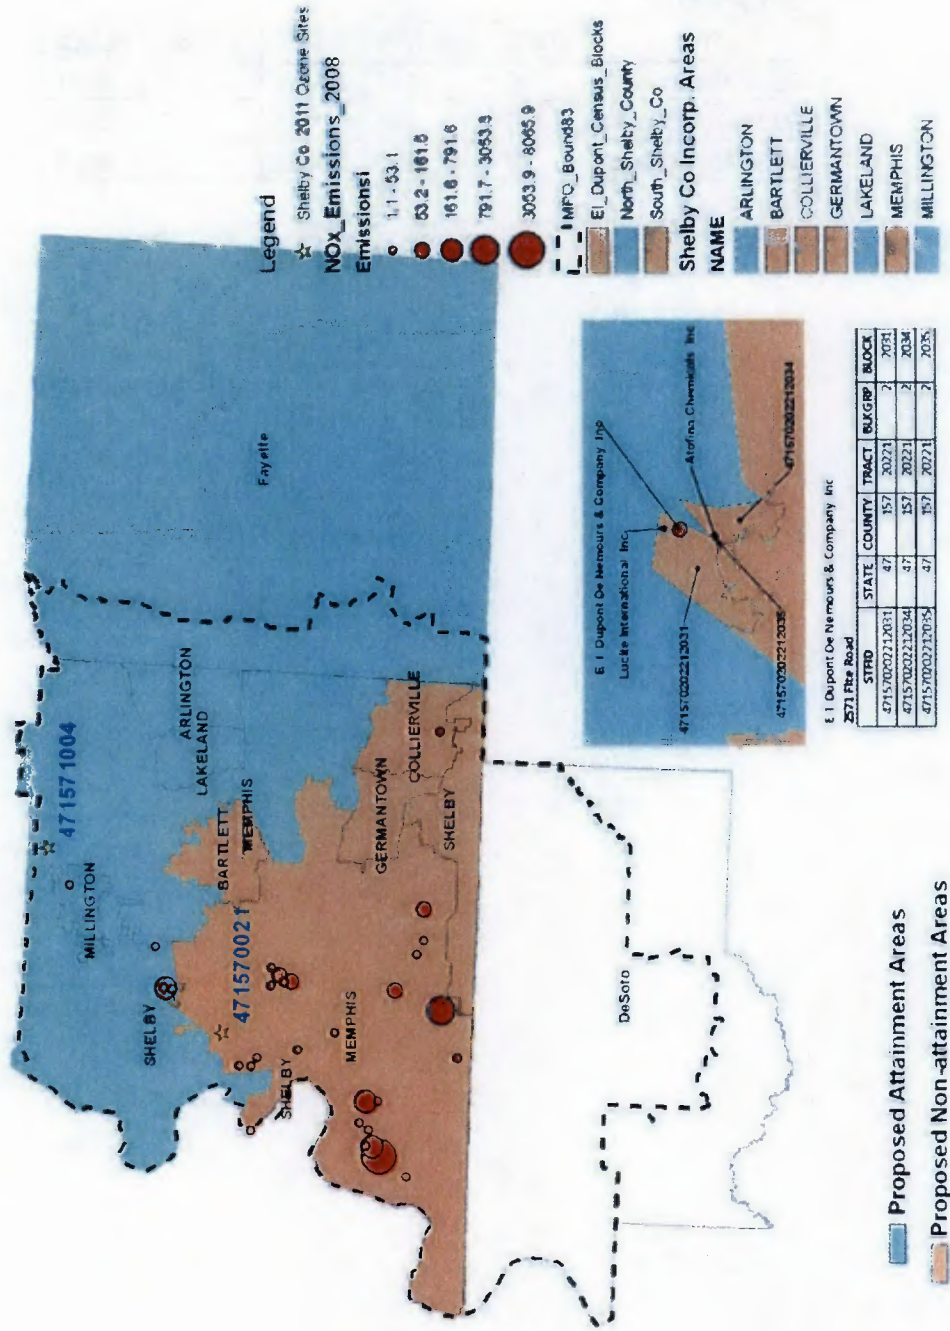 Legend
Shelby Co 2011 Ozone Sites
NOx_Emissions_2008
Emissionsi
1.1 - 53.1
53.2 - 161.5
161.6 - 791.6
791.7 - 3053.8
3053.9 - 8065.9
MPO_Bound83
EI_Dupont_Census_Blocks
North_Shelby_County
South_Shelby_Co
Shelby Co Incorp. Areas
NAME
ARLINGTON
BARTLETT
COLLIERVILLE
GERMANTOWN
LAKELAND
MEMPHIS
MILLINGTON
471571004
MILLINGTON
SHELBY
ARLINGTON
LAKELAND
BARTLETT
MEMPHIS
471570021
SHELBY
MEMPHIS
GERMANTOWN
COLLIERVILLE
SHELBY
Fayette
DeSoto
E I Dupont De Nemours & Company Inc
Lucite International Inc
471570202212031
Atofina Chemicals Inc
471570202212035
471570202212034
E I Dupont De Nemours & Company Inc
2571 Fite Road
STFID STATE COUNTY TRACT BLKGRP BLOCK
471570202212031 47 157 20221 2 2031
471570202212034 47 157 20221 2 2034
471570202212035 47 157 20221 2 2035
Proposed Attainment Areas
Proposed Non-attainment Areas